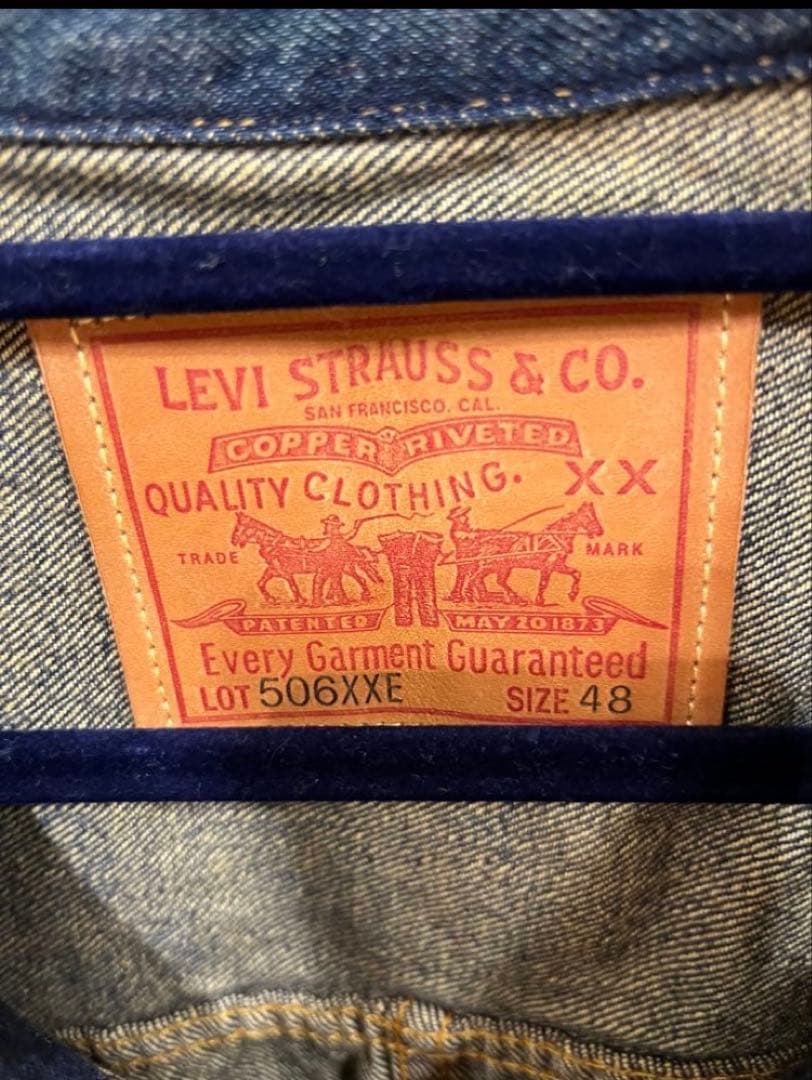 LEVI STRAUSS & CO.
SAN FRANCISCO. CAL.
COPPER RIVETED
QUALITY CLOTHING. XX
TRADE MARK
PATENTED MAY 20 1873
Every Garment Guaranteed
LOT 506XXE SIZE 48